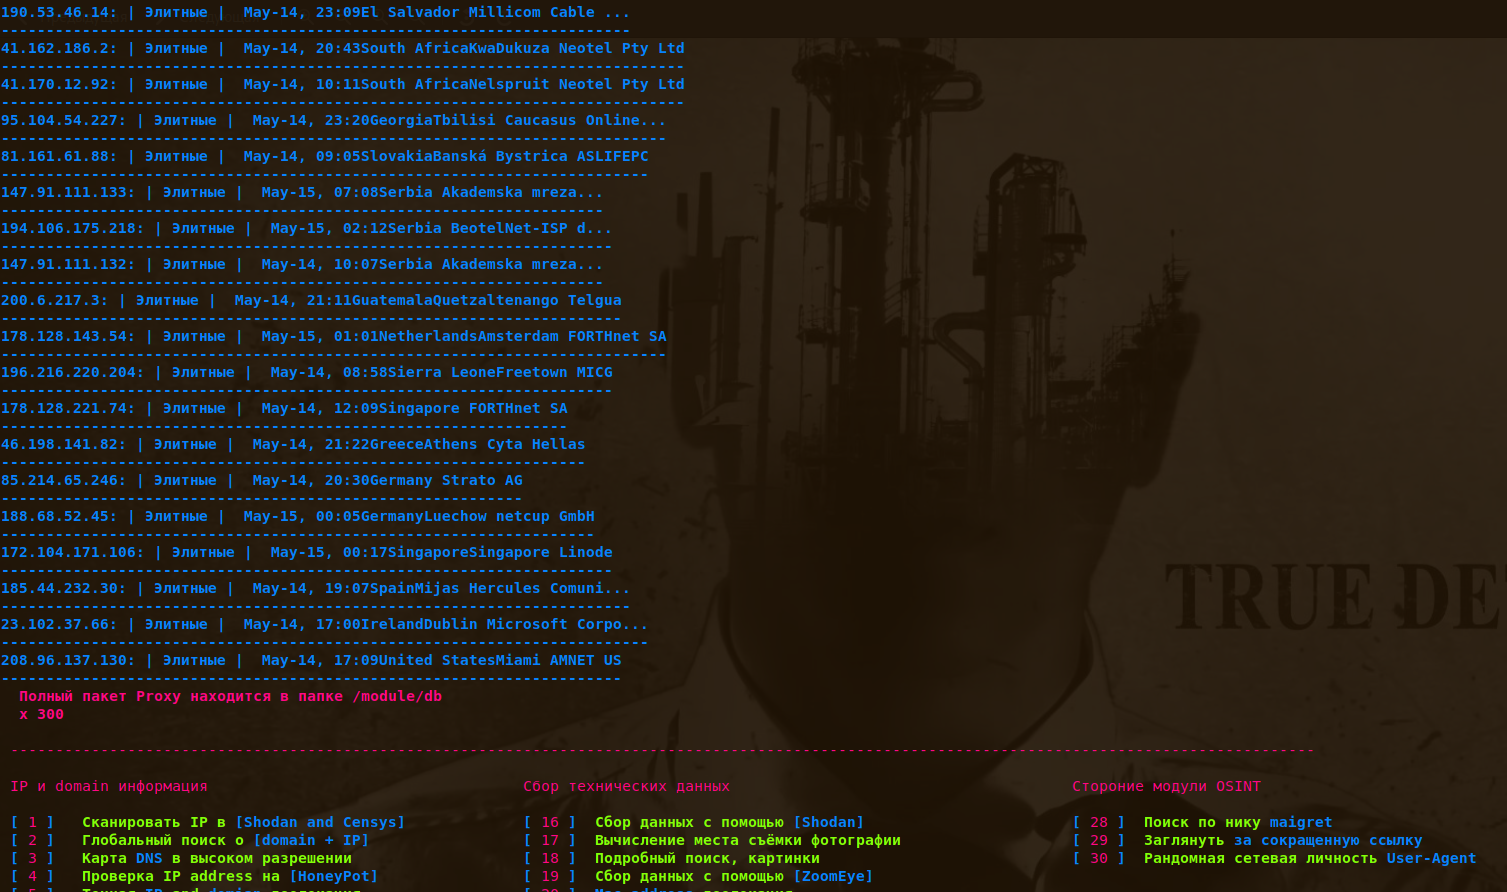 190.53.46.14: | Элитные |  May-14, 23:09El Salvador Millicom Cable ...
----------------------------------------------------------------------
41.162.186.2: | Элитные |  May-14, 20:43South AfricaKwaDukuza Neotel Pty Ltd
----------------------------------------------------------------------------
41.170.12.92: | Элитные |  May-14, 10:11South AfricaNelspruit Neotel Pty Ltd
----------------------------------------------------------------------------
95.104.54.227: | Элитные |  May-14, 23:20GeorgiaTbilisi Caucasus Online...
--------------------------------------------------------------------------
81.161.61.88: | Элитные |  May-14, 09:05SlovakiaBanská Bystrica ASLIFEPC
------------------------------------------------------------------------
147.91.111.133: | Элитные |  May-15, 07:08Serbia Akademska mreza...
-------------------------------------------------------------------
194.106.175.218: | Элитные |  May-15, 02:12Serbia BeotelNet-ISP d...
--------------------------------------------------------------------
147.91.111.132: | Элитные |  May-14, 10:07Serbia Akademska mreza...
-------------------------------------------------------------------
200.6.217.3: | Элитные |  May-14, 21:11GuatemalaQuetzaltenango Telgua
---------------------------------------------------------------------
178.128.143.54: | Элитные |  May-15, 01:01NetherlandsAmsterdam FORTHnet SA
--------------------------------------------------------------------------
196.216.220.204: | Элитные |  May-14, 08:58Sierra LeoneFreetown MICG
--------------------------------------------------------------------
178.128.221.74: | Элитные |  May-14, 12:09Singapore FORTHnet SA
---------------------------------------------------------------
46.198.141.82: | Элитные |  May-14, 21:22GreeceAthens Cyta Hellas
-----------------------------------------------------------------
85.214.65.246: | Элитные |  May-14, 20:30Germany Strato AG
----------------------------------------------------------
188.68.52.45: | Элитные |  May-15, 00:05GermanyLuechow netcup GmbH
------------------------------------------------------------------
172.104.171.106: | Элитные |  May-15, 00:17SingaporeSingapore Linode
--------------------------------------------------------------------
185.44.232.30: | Элитные |  May-14, 19:07SpainMijas Hercules Comuni...
----------------------------------------------------------------------
23.102.37.66: | Элитные |  May-14, 17:00IrelandDublin Microsoft Corpo...
------------------------------------------------------------------------
208.96.137.130: | Элитные |  May-14, 17:09United StatesMiami AMNET US
---------------------------------------------------------------------
TRUE DE
Полный пакет Proxy находится в папке /module/db
x 300
-------------------------------------------------------------------------------------------------------------------------------------------------
IP и domain информация
[ 1 ] Сканировать IP в [Shodan and Censys]
[ 2 ] Глобальный поиск о [domain + IP]
[ 3 ] Карта DNS в высоком разрешении
[ 4 ] Проверка IP address на [HoneyPot]
Сбор технических данных
[ 16 ] Сбор данных с помощью [Shodan]
[ 17 ] Вычисление места съёмки фотографии
[ 18 ] Подробный поиск, картинки
[ 19 ] Сбор данных с помощью [ZoomEye]
Стороние модули OSINT
[ 28 ] Поиск по нику maigret
[ 29 ] Заглянуть за сокращенную ссылку
[ 30 ] Рандомная сетевая личность User-Agent